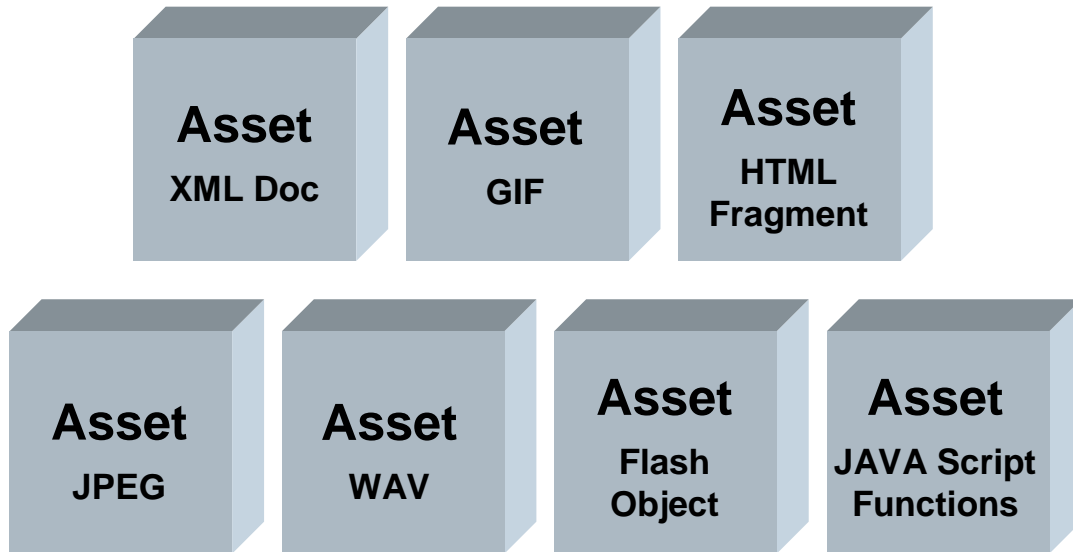 Asset
XML Doc
Asset
GIF
Asset
HTML
Fragment
Asset
JPEG
Asset
WAV
Asset
Flash
Object
Asset
JAVA Script
Functions